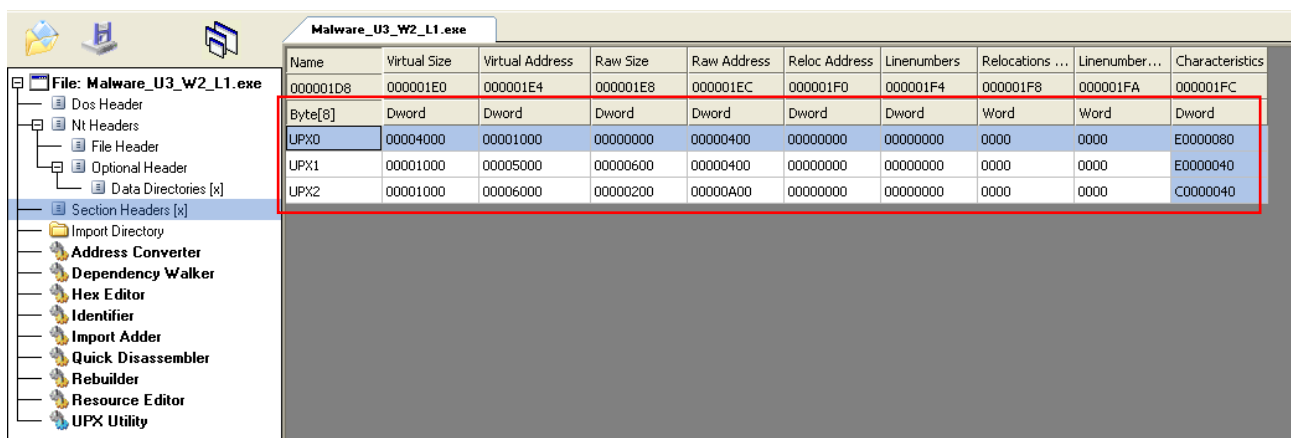 Malware_U3_W2_L1.exe
Name Virtual Size Virtual Address Raw Size Raw Address Reloc Address Linenumbers Relocations ... Linenumber... Characteristics
000001D8 000001E0 000001E4 000001E8 000001EC 000001F0 000001F4 000001F8 000001FA 000001FC
Byte[8] Dword Dword Dword Dword Dword Dword Word Word Dword
UPX0 00004000 00001000 00000000 00000400 00000000 00000000 0000 0000 E0000080
UPX1 00001000 00005000 00000600 00000400 00000000 00000000 0000 0000 E0000040
UPX2 00001000 00006000 00000200 00000A00 00000000 00000000 0000 0000 C0000040
File: Malware_U3_W2_L1.exe
Dos Header
Nt Headers
File Header
Optional Header
Data Directories [x]
Section Headers [x]
Import Directory
Address Converter
Dependency Walker
Hex Editor
Identifier
Import Adder
Quick Disassembler
Rebuilder
Resource Editor
UPX Utility